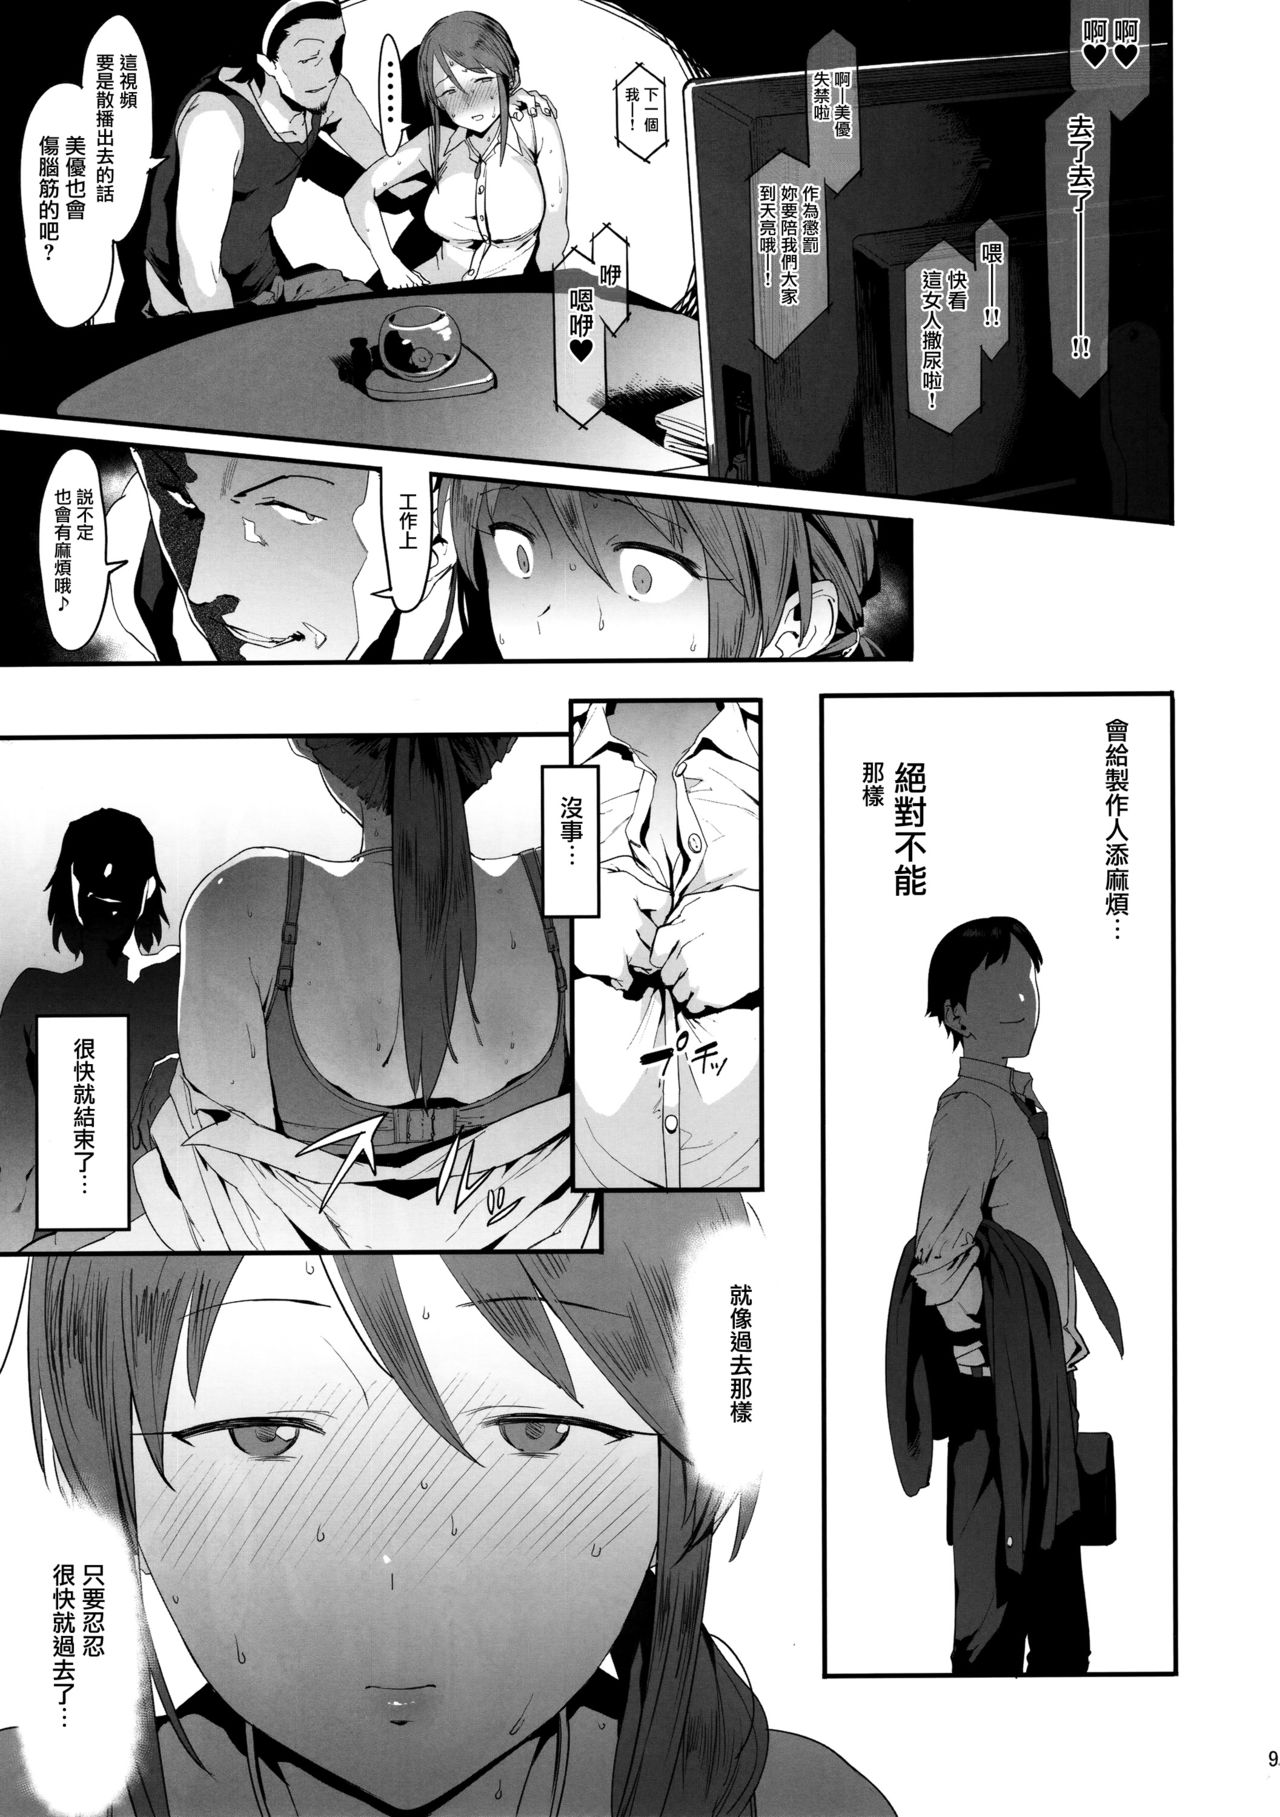 啊♥
啊♥
去了去了——!!
喂——!!
快看
這女人撒尿啦！
啊—美優
失禁啦
作為懲罰
妳要陪我們大家
到天亮哦—！
下一個
我—！
咿
嗯咿♥
……
這視頻
要是散播出去的話
美優也會
傷腦筋的吧？
工作上
説不定
也會有麻煩哦♪
會給製作人添麻煩…
絕對不能
那樣
プチッ
沒事…
很快就結束了…
就像過去那樣
只要忍忍
很快就過去了…
9